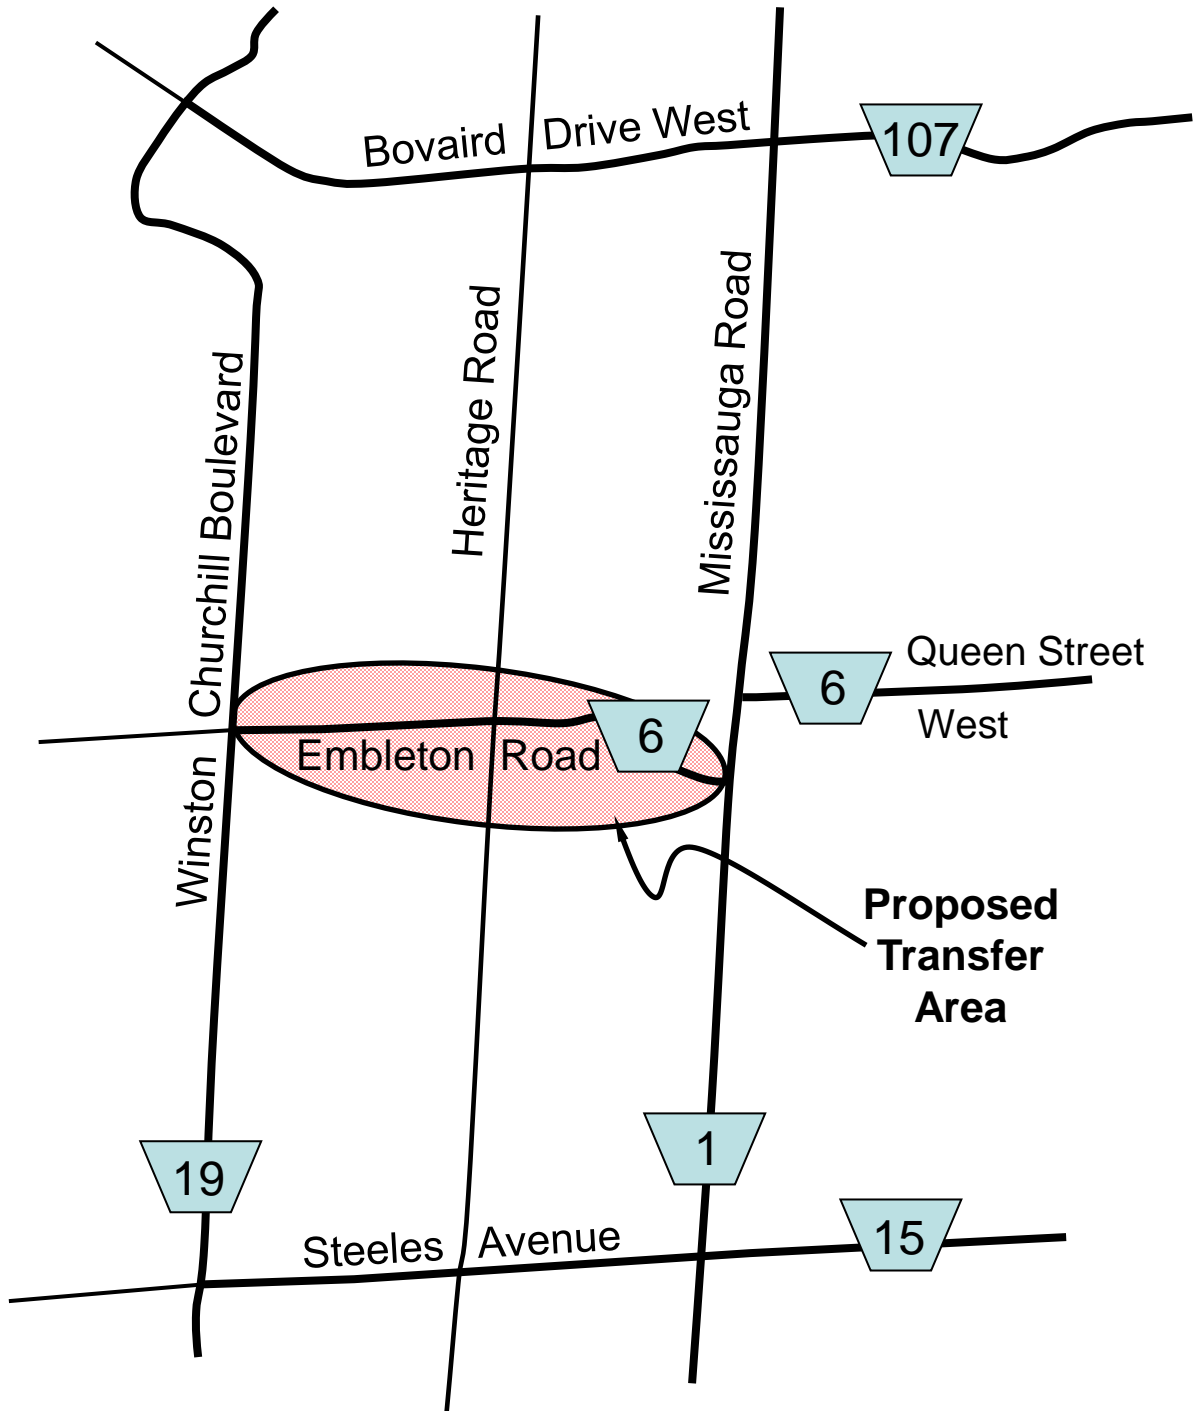 Bovaird Drive West
107
Heritage Road
Mississauga Road
Winston Churchill Boulevard
Queen Street
6
West
6
Embleton Road
Proposed
Transfer
Area
1
19
15
Steeles Avenue